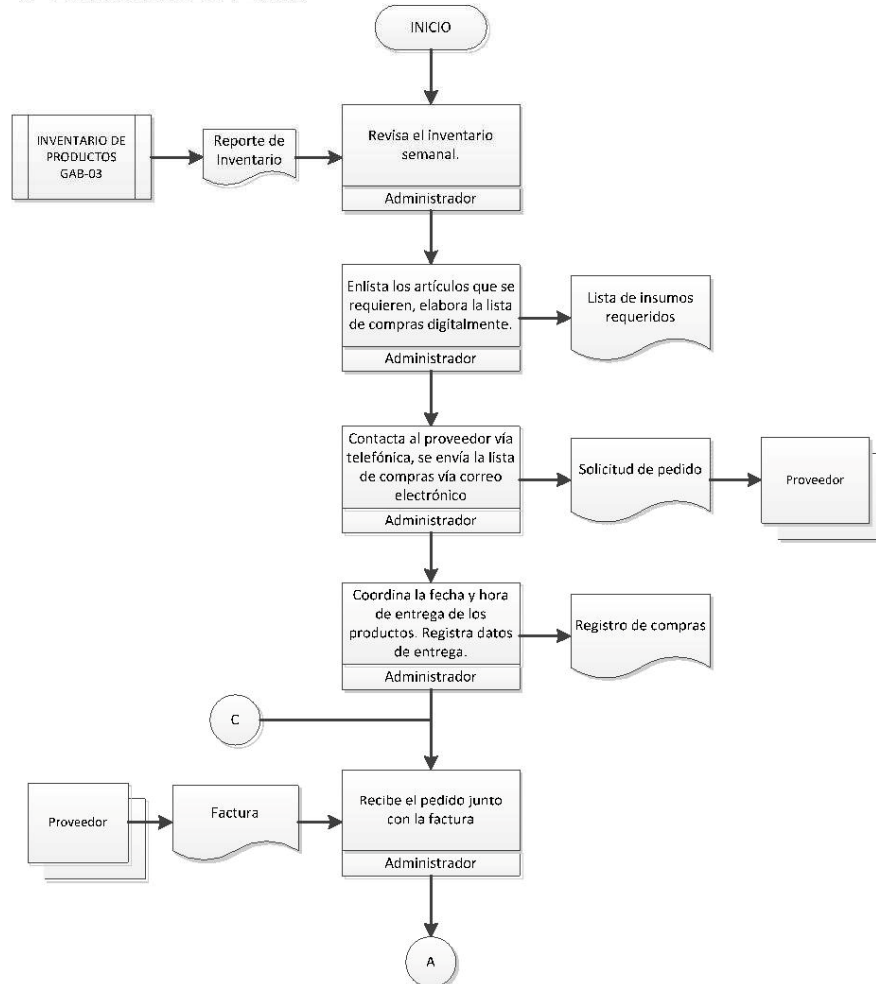 INICIO
INVENTARIO DE
PRODUCTOS
GAB-03
Reporte de
Inventario
Revisa el inventario
semanal.
Administrador
Enlista los artículos que se
requieren, elabora la lista
de compras digitalmente.
Administrador
Lista de insumos
requeridos
Contacta al proveedor vía
telefónica, se envía la lista
de compras vía correo
electrónico
Administrador
Solicitud de pedido
Proveedor
Coordina la fecha y hora
de entrega de los
productos. Registra datos
de entrega.
Administrador
Registro de compras
C
Proveedor
Factura
Recibe el pedido junto
con la factura
Administrador
A